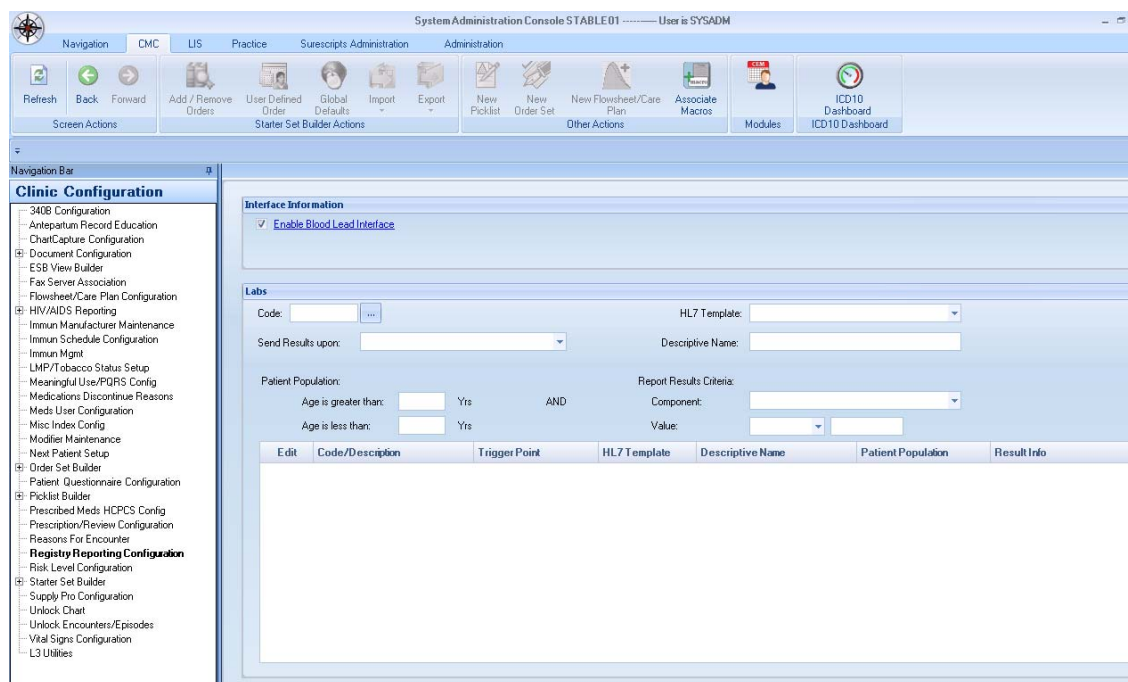 System Administration Console STABLE01 -------— User is SYSADM
Navigation CMC LIS Practice Surescripts Administration Administration
Refresh Back Forward Add / Remove Orders User Defined Order Global Defaults Import Export New Picklist New Order Set New Flowsheet/Care Plan Associate Macros ICD10 Dashboard
Screen Actions Starter Set Builder Actions Other Actions Modules ICD10 Dashboard
Navigation Bar
Clinic Configuration
340B Configuration
Antepartum Record Education
ChartCapture Configuration
Document Configuration
ESB View Builder
Fax Server Association
Flowsheet/Care Plan Configuration
HIV/AIDS Reporting
Immun Manufacturer Maintenance
Immun Schedule Configuration
Immun Mgmt
LMP/Tobacco Status Setup
Meaningful Use/PQRS Config
Medications Discontinue Reasons
Meds User Configuration
Misc Index Config
Modifier Maintenance
Next Patient Setup
Order Set Builder
Patient Questionnaire Configuration
Picklist Builder
Prescribed Meds HCPCS Config
Prescription/Review Configuration
Reasons For Encounter
Registry Reporting Configuration
Risk Level Configuration
Starter Set Builder
Supply Pro Configuration
Unlock Chart
Unlock Encounters/Episodes
Vital Signs Configuration
L3 Utilities
Interface Information
Enable Blood Lead Interface
Labs
Code: ... HL7 Template:
Send Results upon: Descriptive Name:
Patient Population: Report Results Criteria:
Age is greater than: Yrs AND Component:
Age is less than: Yrs Value:
Edit Code/Description Trigger Point HL7 Template Descriptive Name Patient Population Result Info